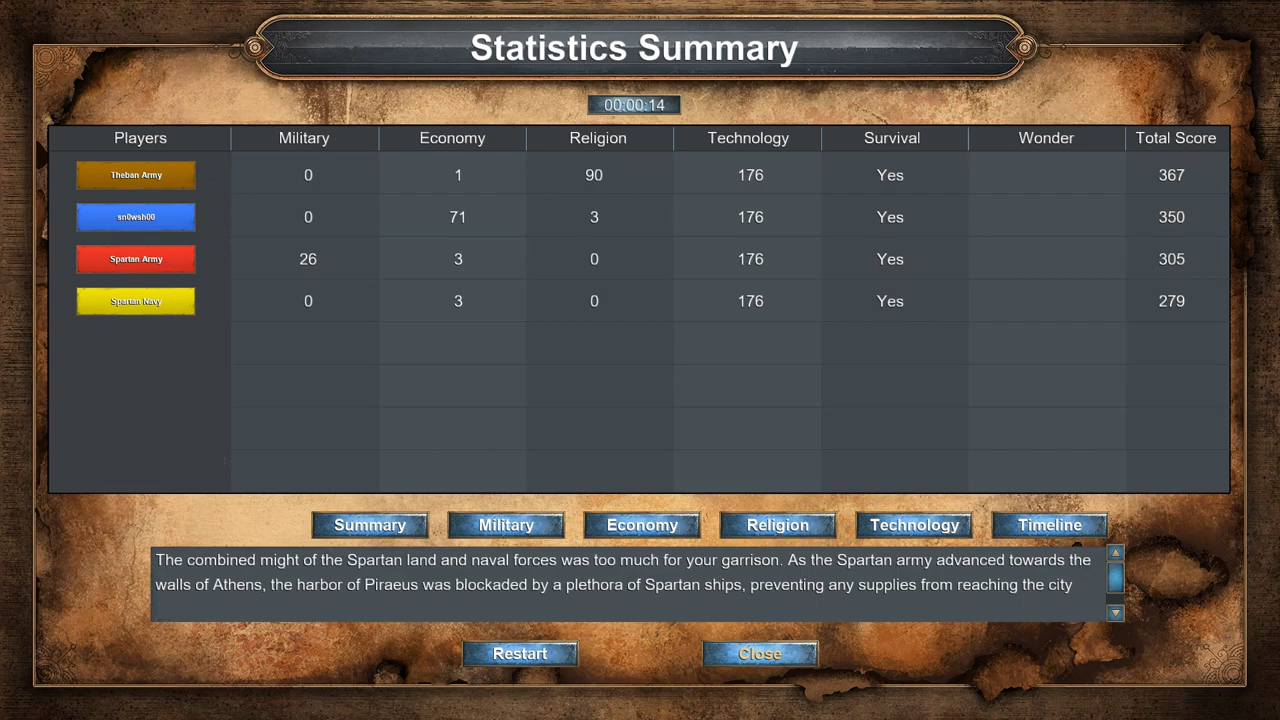 Statistics Summary
00:00:14
Players Military Economy Religion Technology Survival Wonder Total Score
Theban Army 0 1 90 176 Yes 367
sn0wsh00 0 71 3 176 Yes 350
Spartan Army 26 3 0 176 Yes 305
Spartan Navy 0 3 0 176 Yes 279
Summary Military Economy Religion Technology Timeline
The combined might of the Spartan land and naval forces was too much for your garrison. As the Spartan army advanced towards the
walls of Athens, the harbor of Piraeus was blockaded by a plethora of Spartan ships, preventing any supplies from reaching the city
Restart Close